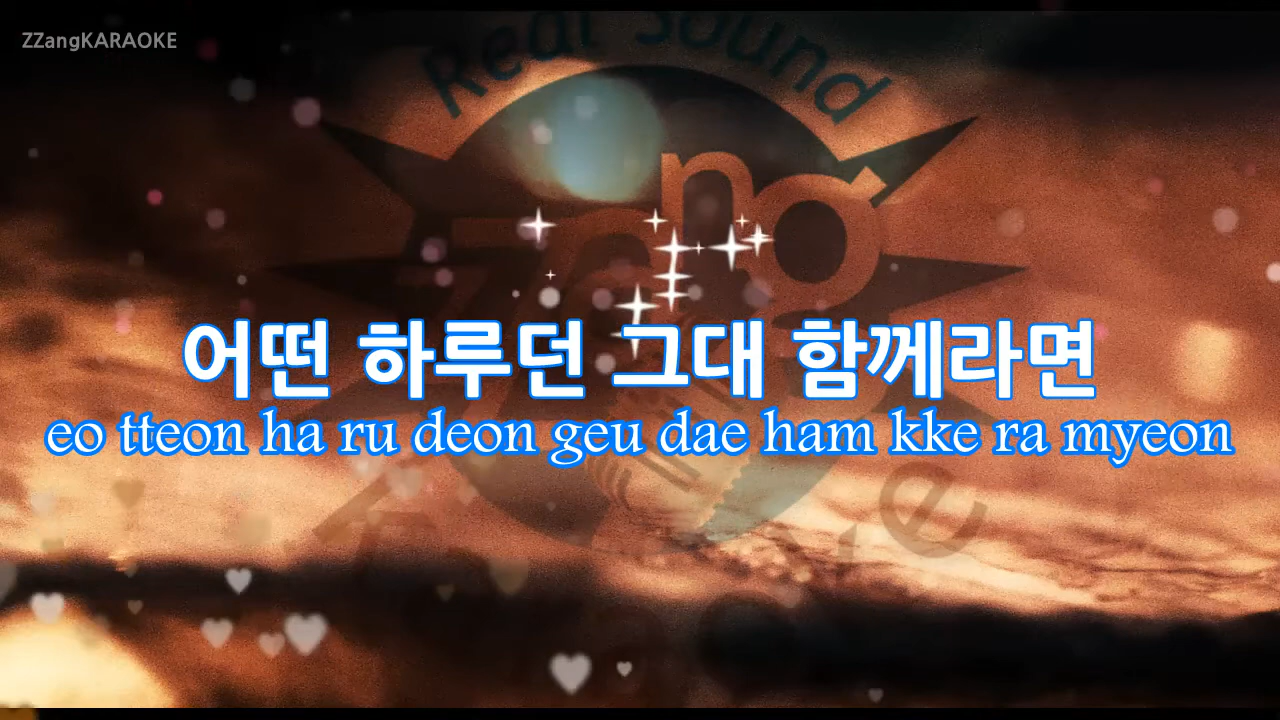 ZZangKARAOKE
Real Sound
어떤 하루던 그대 함께라면
eo tteon ha ru deon geu dae ham kke ra myeon